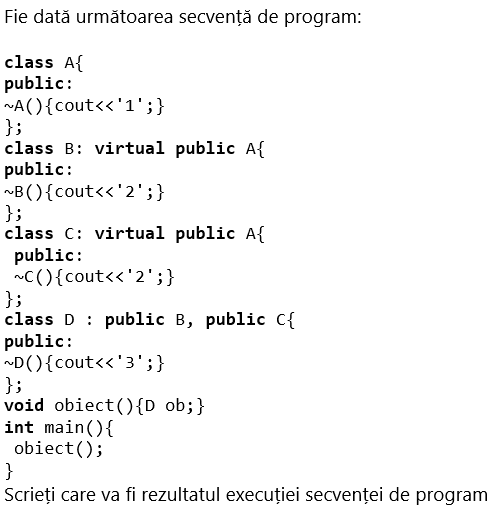 Fie dată următoarea secvență de program:
class A{
public:
~A(){cout<<'1';}
};
class B: virtual public A{
public:
~B(){cout<<'2';}
};
class C: virtual public A{
public:
~C(){cout<<'2';}
};
class D : public B, public C{
public:
~D(){cout<<'3';}
};
void obiect(){D ob;}
int main(){
obiect();
}
Scrieți care va fi rezultatul execuției secvenței de program